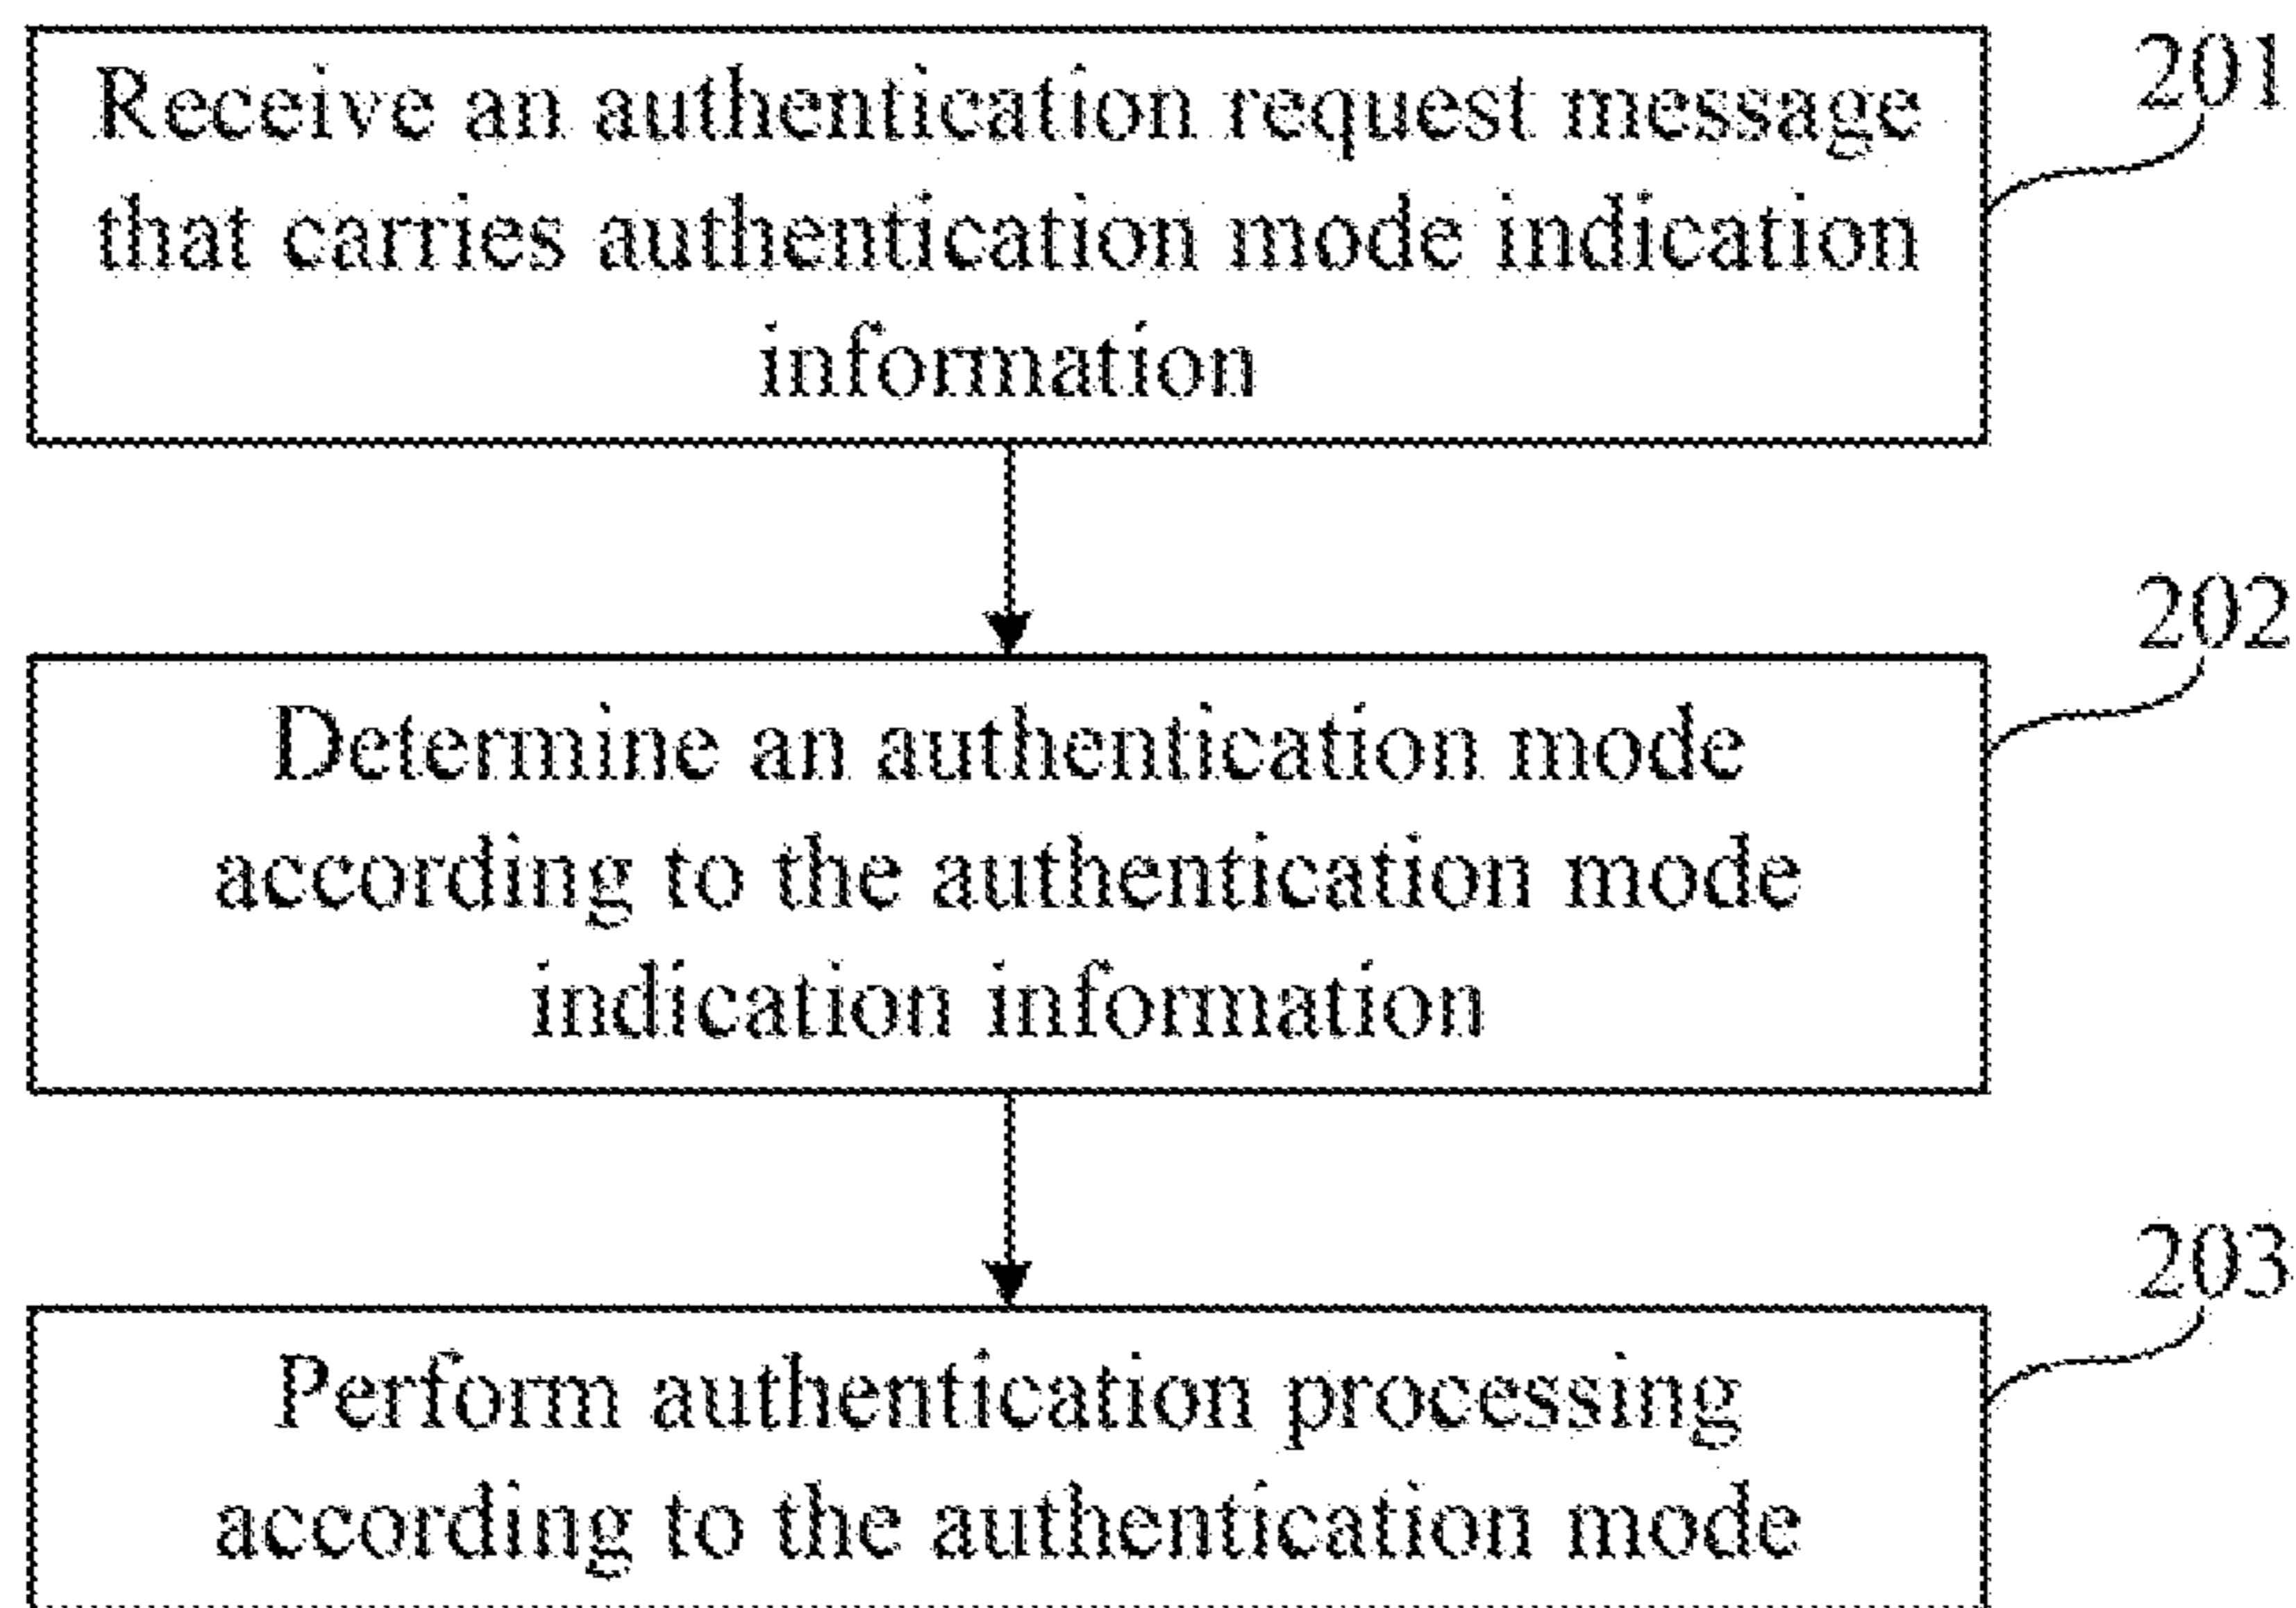 Receive an authentication request message
that carries authentication mode indication
information
201
Determine an authentication mode
according to the authentication mode
indication information
202
Perform authentication processing
according to the authentication mode
203